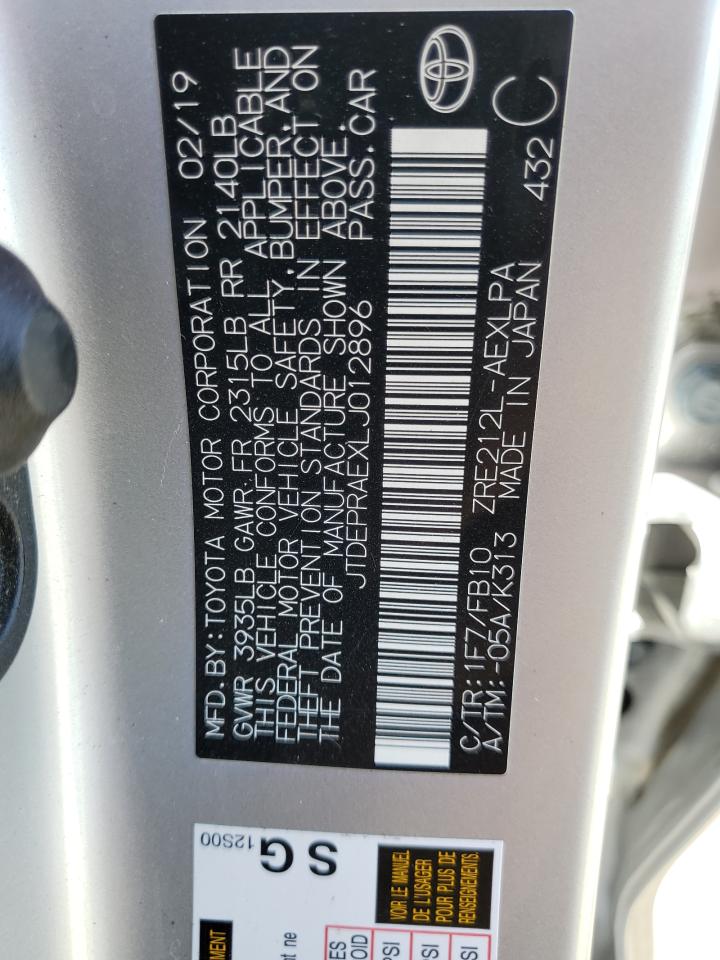 MFD. BY: TOYOTA MOTOR CORPORATION 02/19
GVWR 3935LB GAWR FR 2315LB RR 2140LB
THIS VEHICLE CONFORMS TO ALL APPLICABLE
FEDERAL MOTOR VEHICLE SAFETY, BUMPER, AND
THEFT PREVENTION STANDARDS IN EFFECT ON
THE DATE OF MANUFACTURE SHOWN ABOVE.
JTDEPRAEXLJ012896 PASS. CAR
C/TR: 1F7/FB10 ZRE212L-AEXLPA
A/TM: -05A/K313 MADE IN JAPAN 432 C
S G
12S00
VOIR LE MANUEL
DE L'USAGER
POUR PLUS DE
RENSEIGNEMENTS.
PSI
PSI
PSI